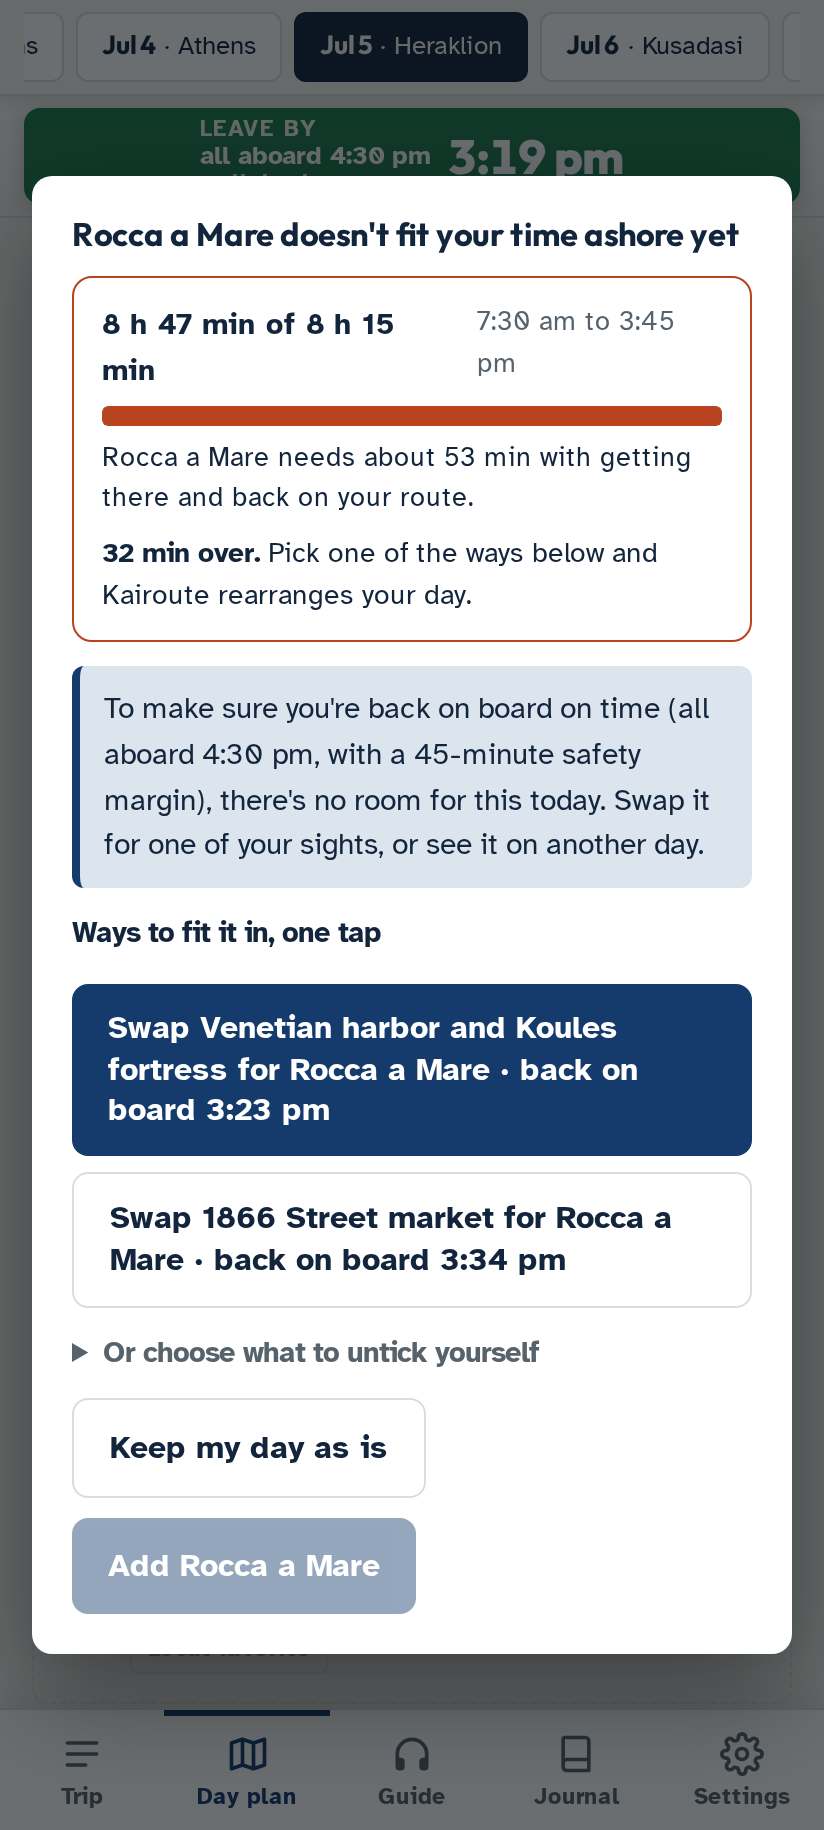 s
Jul 4 · Athens
Jul 5 · Heraklion
Jul 6 · Kusadasi
LEAVE BY
all aboard 4:30 pm
3:19 pm
Rocca a Mare doesn't fit your time ashore yet
8 h 47 min of 8 h 15
min
7:30 am to 3:45
pm
Rocca a Mare needs about 53 min with getting
there and back on your route.
32 min over. Pick one of the ways below and
Kairoute rearranges your day.
To make sure you're back on board on time (all
aboard 4:30 pm, with a 45-minute safety
margin), there's no room for this today. Swap it
for one of your sights, or see it on another day.
Ways to fit it in, one tap
Swap Venetian harbor and Koules
fortress for Rocca a Mare · back on
board 3:23 pm
Swap 1866 Street market for Rocca a
Mare · back on board 3:34 pm
Or choose what to untick yourself
Keep my day as is
Add Rocca a Mare
Trip
Day plan
Guide
Journal
Settings